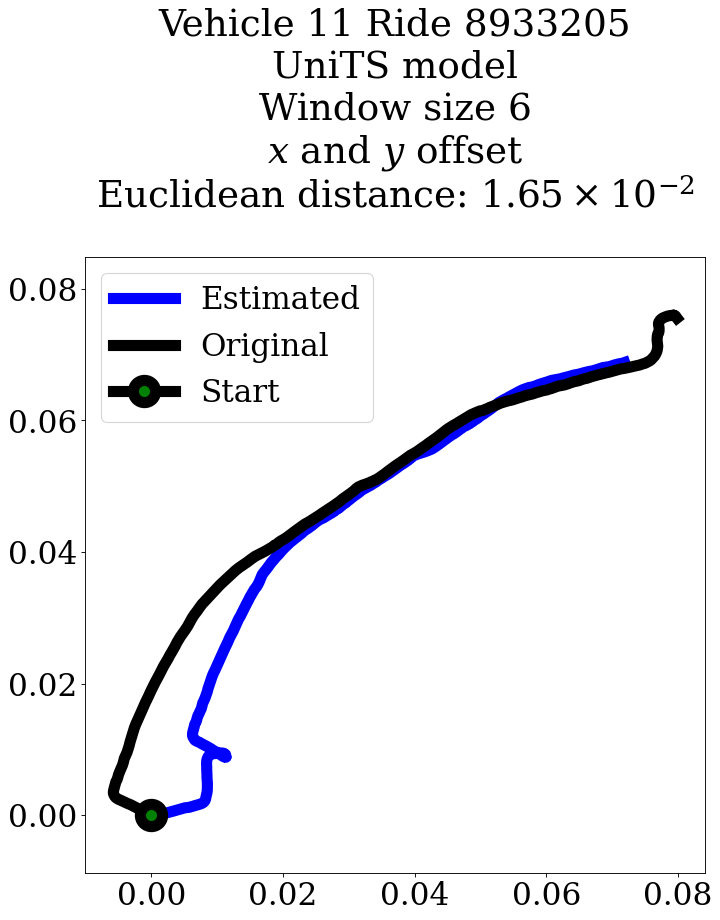 Vehicle 11 Ride 8933205
UniTS model
Window size 6
x and y offset
Euclidean distance: 1.65 × 10⁻²
Estimated
Original
Start
0.08
0.06
0.04
0.02
0.00
0.00 0.02 0.04 0.06 0.08